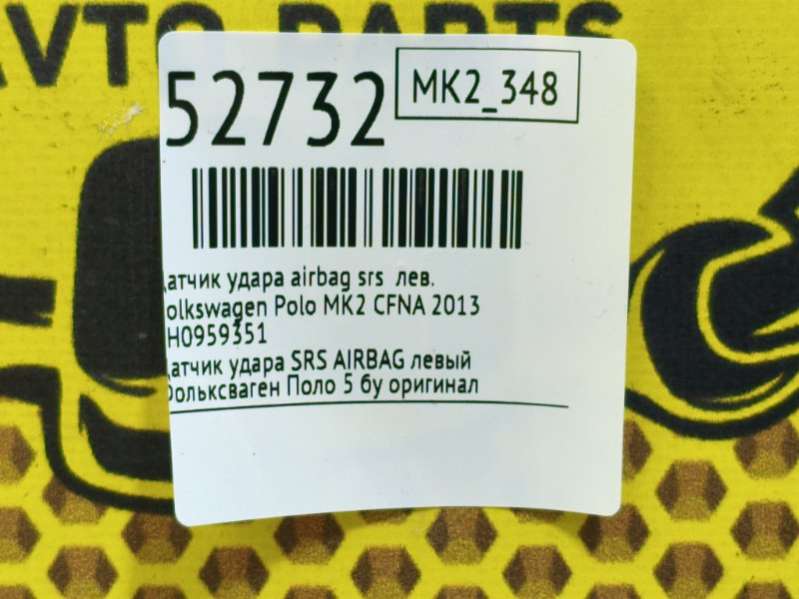 AVTO PARTS
52732
MK2_348
атчик удара airbag srs лев.
olkswagen Polo MK2 CFNA 2013
H0959351
атчик удара SRS AIRBAG левый
Фольксваген Поло 5 бу оригинал